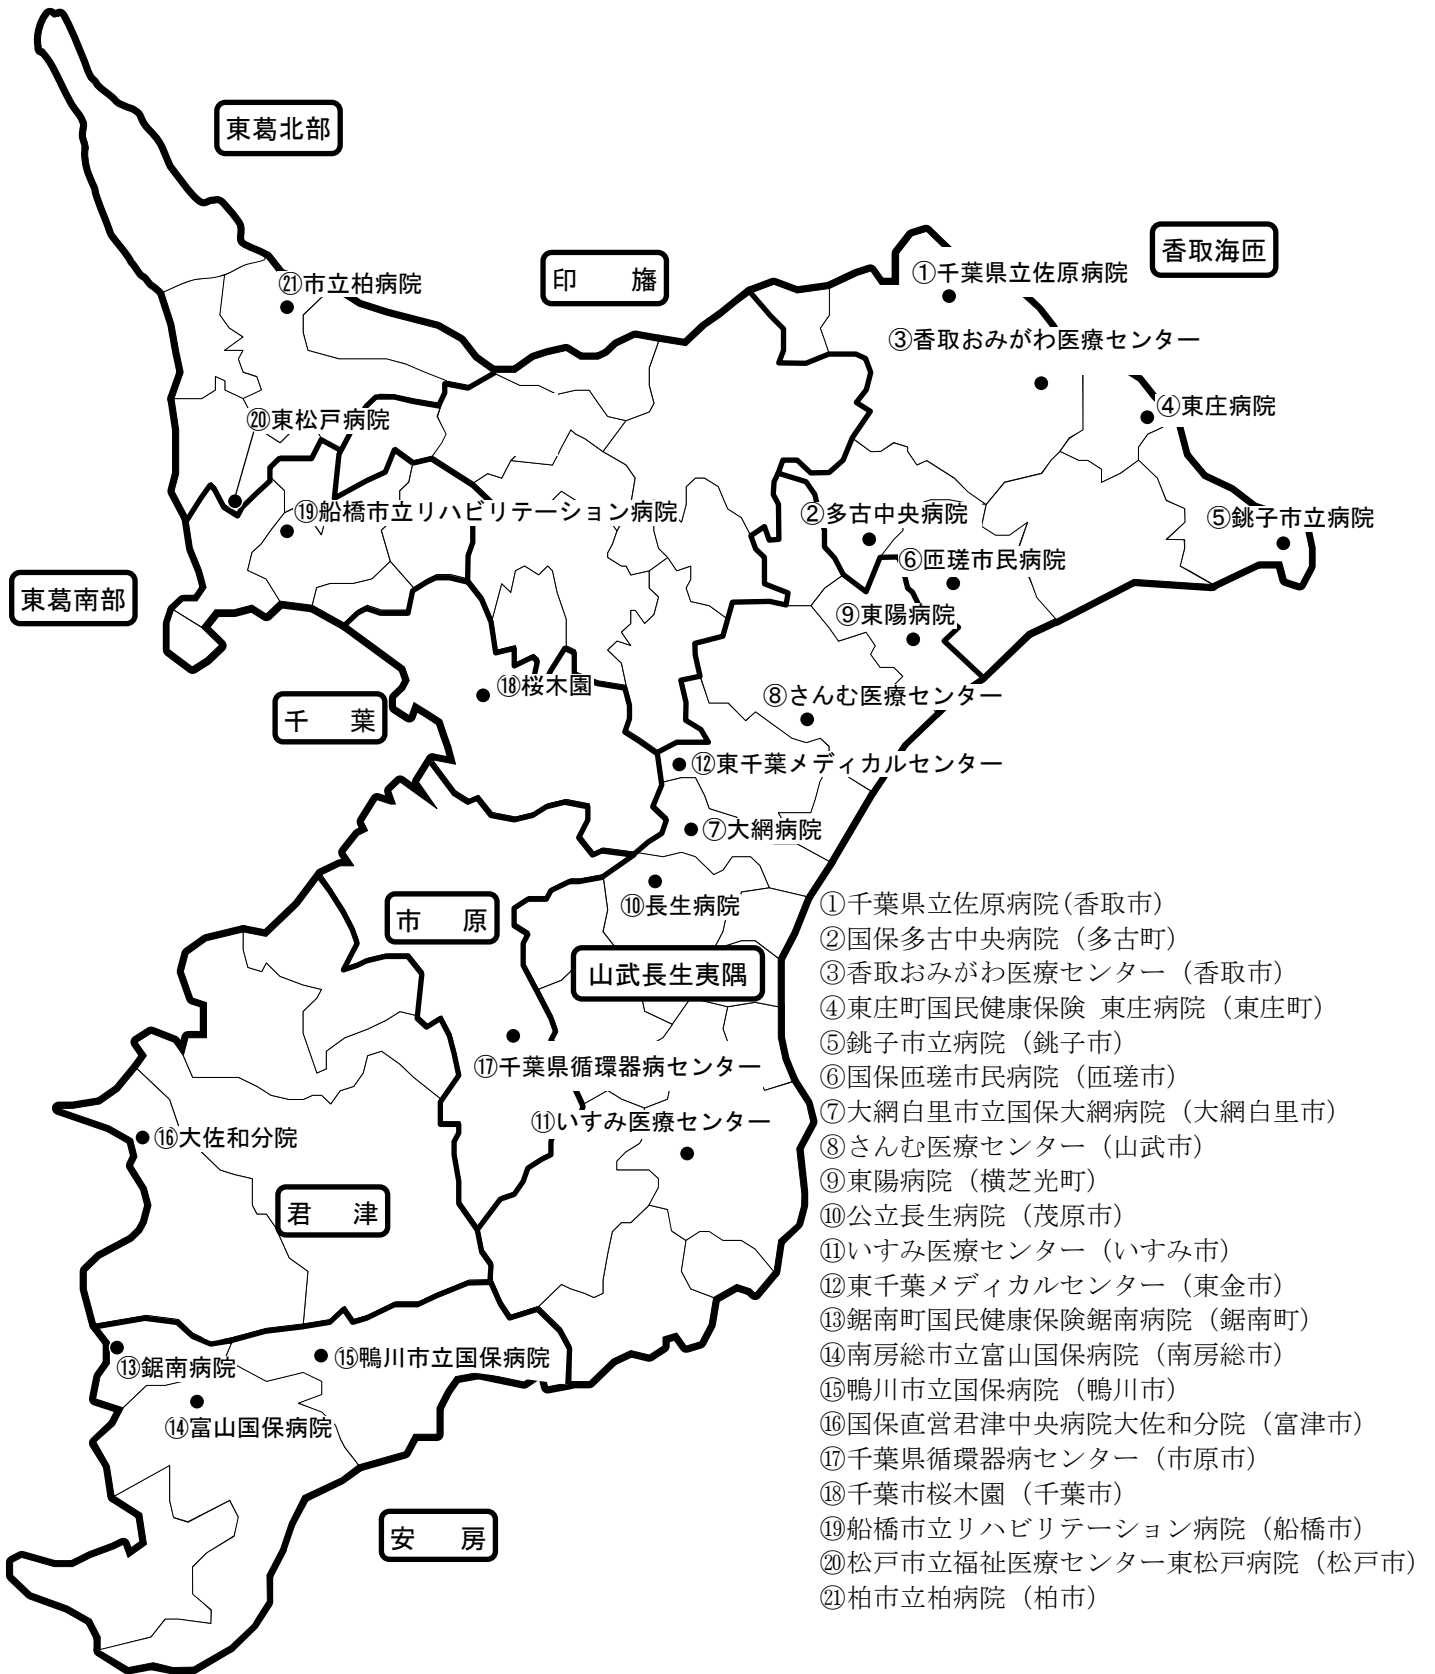 東葛北部
香取海匝
印　旛
①千葉県立佐原病院
㉑市立柏病院
③香取おみがわ医療センター
④東庄病院
⑳東松戸病院
⑲船橋市立リハビリテーション病院
②多古中央病院
⑤銚子市立病院
⑥匝瑳市民病院
東葛南部
⑨東陽病院
⑱桜木園
⑧さんむ医療センター
千　葉
⑫東千葉メディカルセンター
⑦大網病院
⑩長生病院
市　原
山武長生夷隅
⑰千葉県循環器病センター
⑪いすみ医療センター
⑯大佐和分院
君　津
⑮鴨川市立国保病院
⑬鋸南病院
⑭富山国保病院
安　房
①千葉県立佐原病院(香取市)
②国保多古中央病院（多古町）
③香取おみがわ医療センター（香取市）
④東庄町国民健康保険 東庄病院（東庄町）
⑤銚子市立病院（銚子市）
⑥国保匝瑳市民病院（匝瑳市）
⑦大網白里市立国保大網病院（大網白里市）
⑧さんむ医療センター（山武市）
⑨東陽病院（横芝光町）
⑩公立長生病院（茂原市）
⑪いすみ医療センター（いすみ市）
⑫東千葉メディカルセンター（東金市）
⑬鋸南町国民健康保険鋸南病院（鋸南町）
⑭南房総市立富山国保病院（南房総市）
⑮鴨川市立国保病院（鴨川市）
⑯国保直営君津中央病院大佐和分院（富津市）
⑰千葉県循環器病センター（市原市）
⑱千葉市桜木園（千葉市）
⑲船橋市立リハビリテーション病院（船橋市）
⑳松戸市立福祉医療センター東松戸病院（松戸市）
㉑柏市立柏病院（柏市）